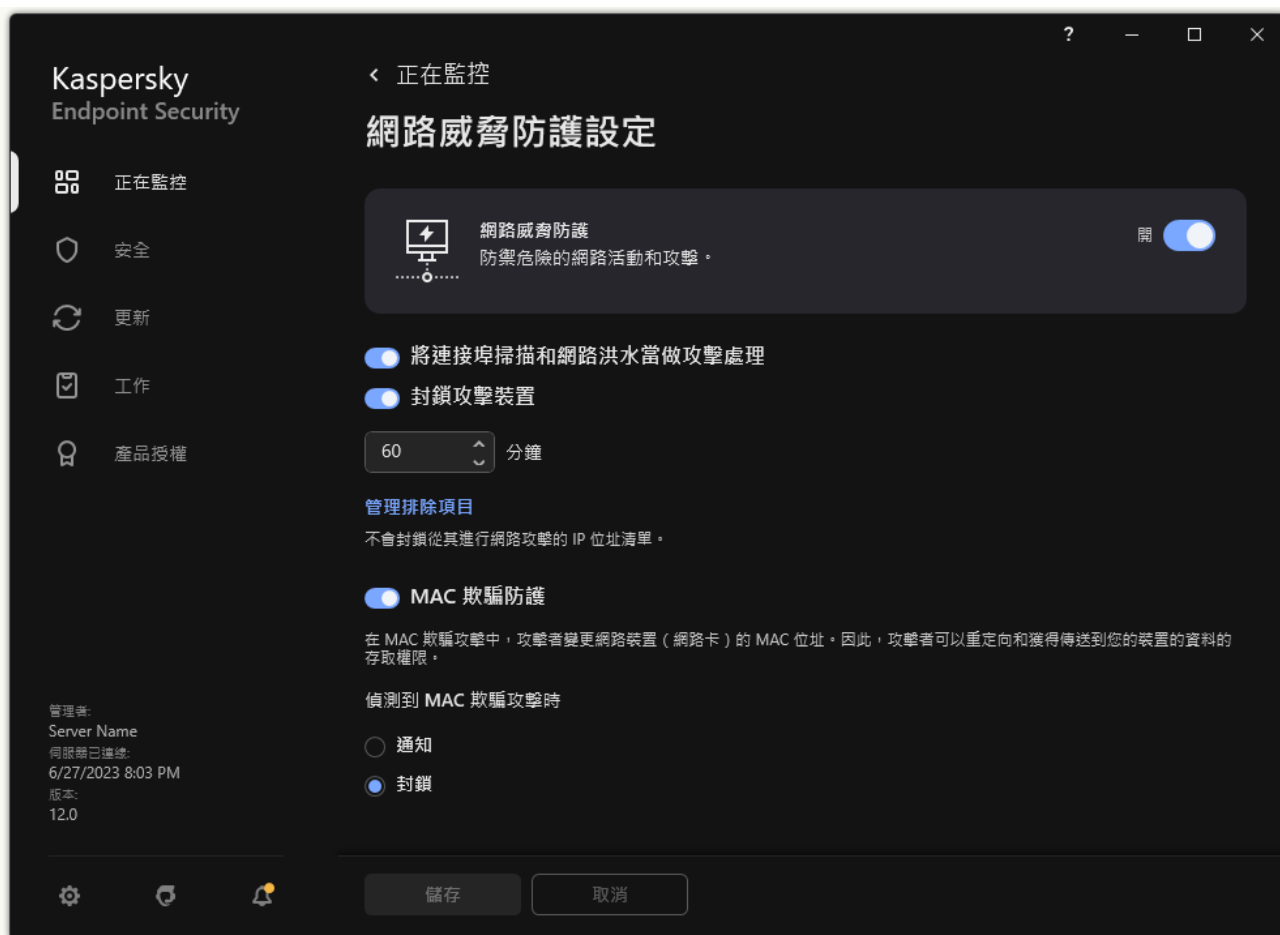 ?
Kaspersky
Endpoint Security
正在監控
安全
更新
工作
產品授權
管理者:
Server Name
伺服器已連線:
6/27/2023 8:03 PM
版本:
12.0
正在監控
網路威脅防護設定
網路威脅防護
防禦危險的網路活動和攻擊。
開
將連接埠掃描和網路洪水當做攻擊處理
封鎖攻擊裝置
60 分鐘
管理排除項目
不會封鎖從其進行網路攻擊的 IP 位址清單。
MAC 欺騙防護
在 MAC 欺騙攻擊中，攻擊者變更網路裝置（網路卡）的 MAC 位址。因此，攻擊者可以重定向和獲得傳送到您的裝置的資料的
存取權限。
偵測到 MAC 欺騙攻擊時
通知
封鎖
儲存
取消